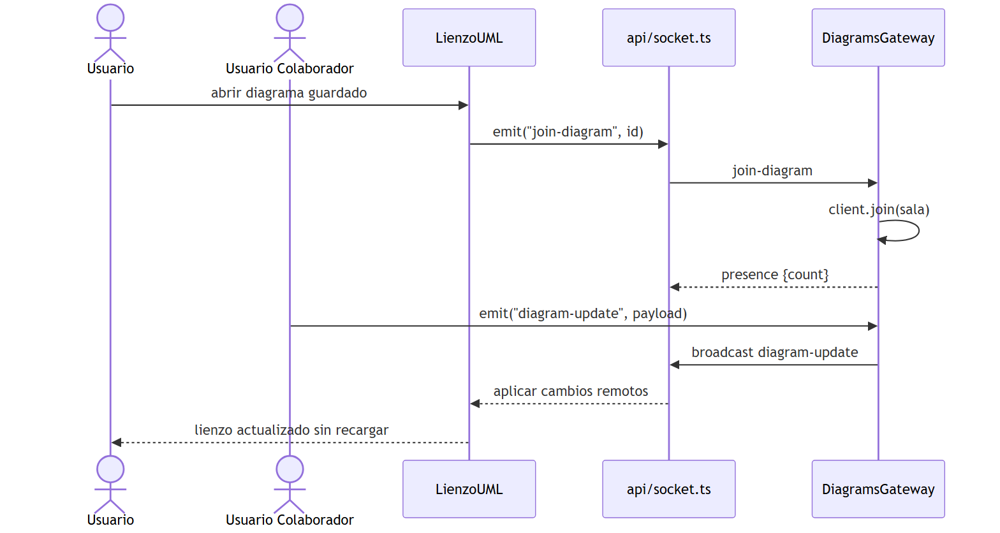 Usuario
Usuario Colaborador
LienzoUML
api/socket.ts
DiagramsGateway
abrir diagrama guardado
emit("join-diagram", id)
join-diagram
client.join(sala)
presence {count}
emit("diagram-update", payload)
broadcast diagram-update
aplicar cambios remotos
lienzo actualizado sin recargar
Usuario
Usuario Colaborador
LienzoUML
api/socket.ts
DiagramsGateway